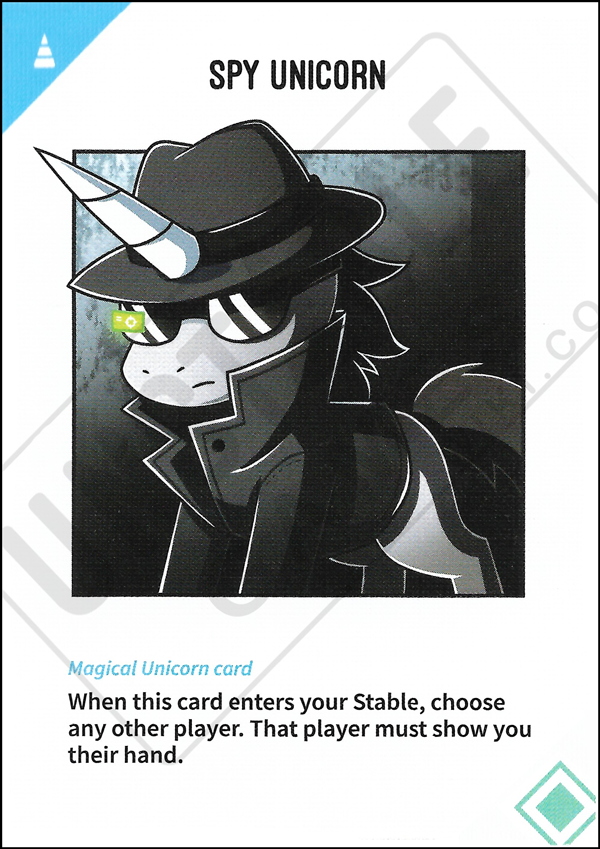 SPY UNICORN
Magical Unicorn card
When this card enters your Stable, choose
any other player. That player must show you
their hand.